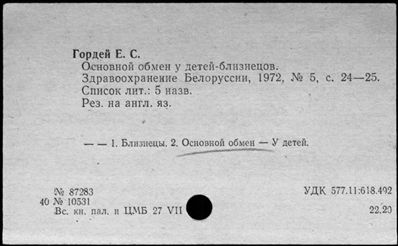 Гордей Е. С.
Основной обмен у детей-близнецов.
Здравоохранение Белоруссии, 1972, № 5, с. 24—25.
Список лит.: 5 назв.
Рез. на англ. яз.
— — 1. Близнецы. 2. Основной обмен — У детей.
№ 87283
УДК 577.11:618.492
40 № 10531
Вс. кн. пал. и ЦМБ 27 VII
22.20